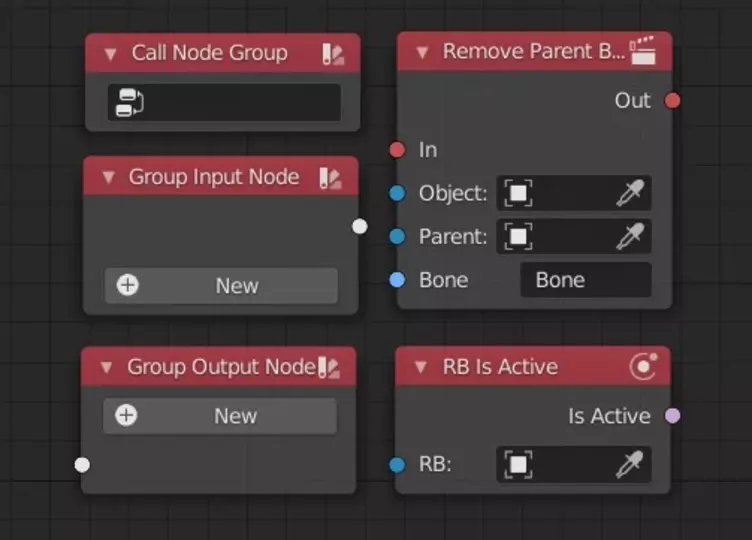 Call Node Group
Group Input Node
New
Group Output Node
New
Remove Parent B...
Out
In
Object:
Parent:
Bone Bone
RB Is Active
Is Active
RB: